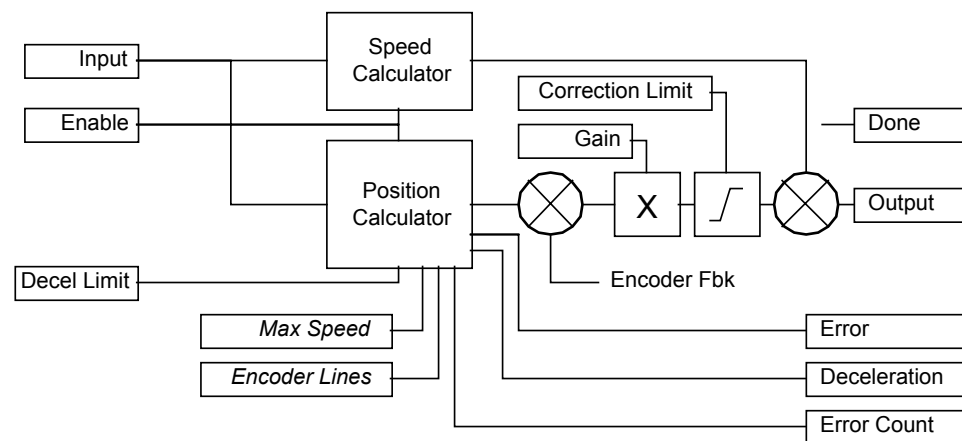 Speed
Calculator
Input
Correction Limit
Enable
Done
Gain
Position
Calculator
X
Output
Decel Limit
Encoder Fbk
Max Speed
Error
Encoder Lines
Deceleration
Error Count